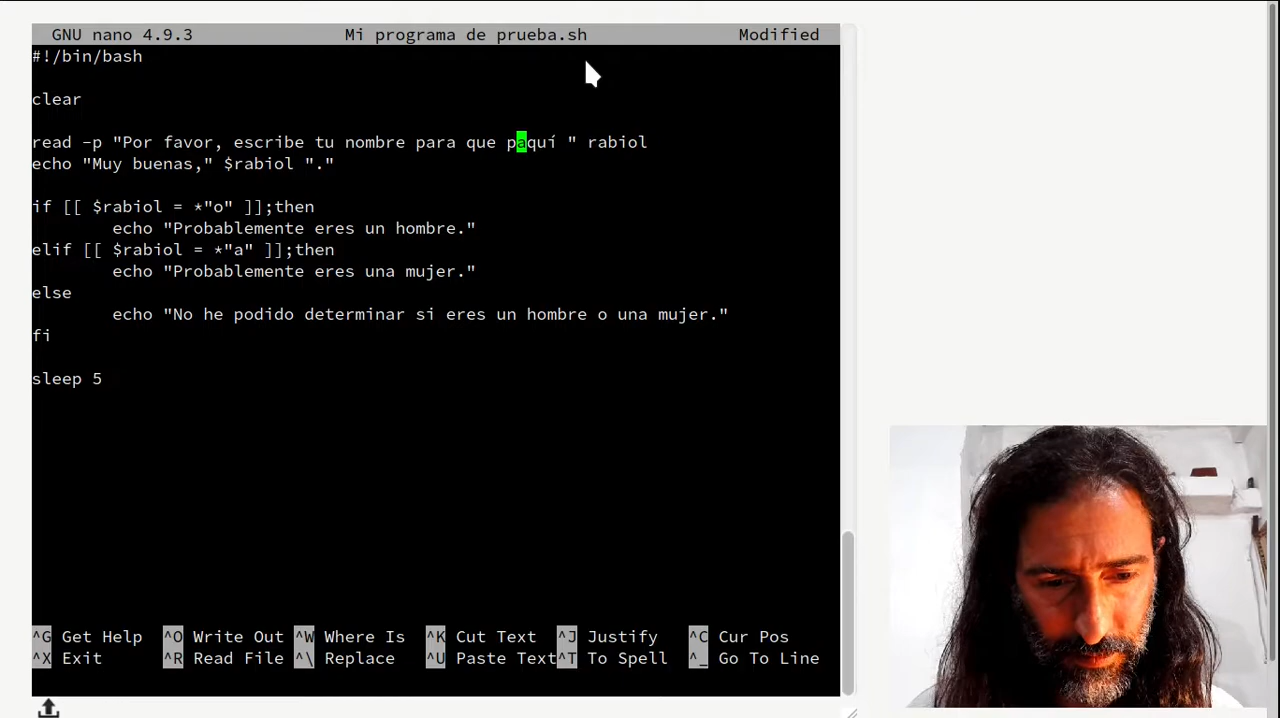 GNU nano 4.9.3 Mi programa de prueba.sh Modified
#!/bin/bash
clear
read -p "Por favor, escribe tu nombre para que paquí " rabiol
echo "Muy buenas," $rabiol "."
if [[ $rabiol = *"o" ]];then
echo "Probablemente eres un hombre."
elif [[ $rabiol = *"a" ]];then
echo "Probablemente eres una mujer."
else
echo "No he podido determinar si eres un hombre o una mujer."
fi
sleep 5
^G Get Help ^O Write Out ^W Where Is ^K Cut Text ^J Justify ^C Cur Pos
^X Exit ^R Read File ^\ Replace ^U Paste Text ^T To Spell ^_ Go To Line